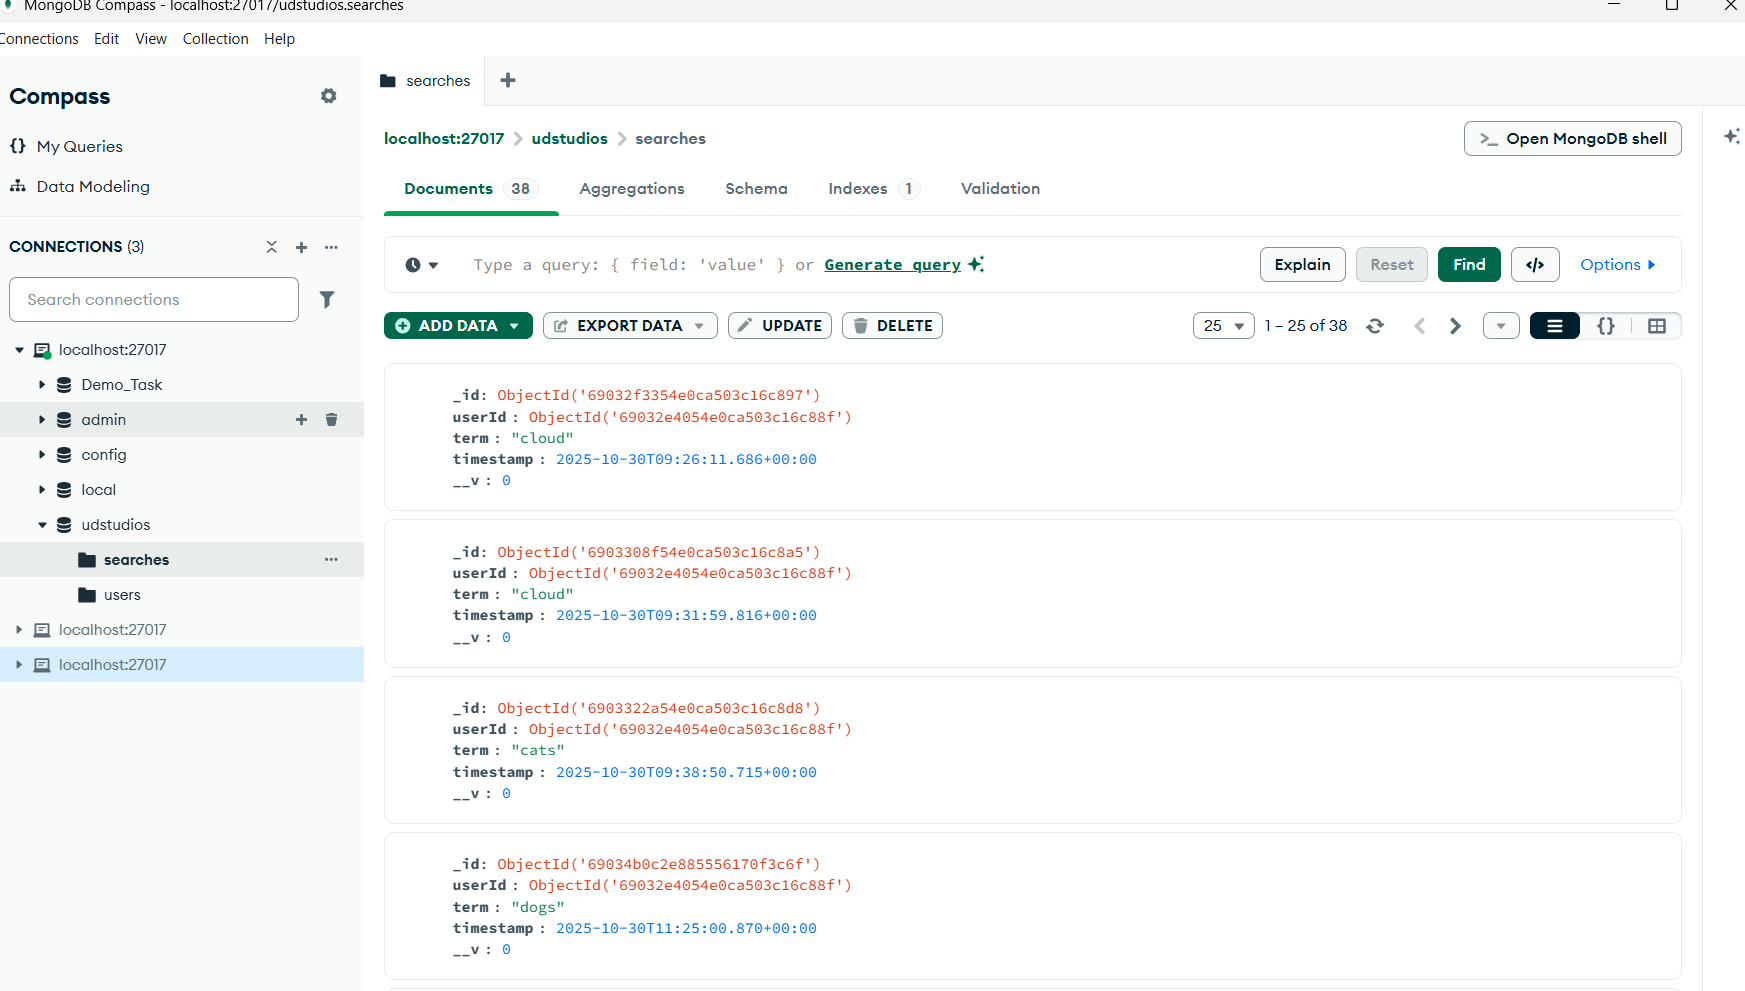 MongoDB Compass - localhost:27017/udstudios.searches
Connections Edit View Collection Help
Compass
My Queries
Data Modeling
CONNECTIONS (3)
Search connections
localhost:27017
Demo_Task
admin
config
local
udstudios
searches
users
localhost:27017
localhost:27017
searches
localhost:27017 udstudios searches
>_ Open MongoDB shell
Documents 38 Aggregations Schema Indexes 1 Validation
Type a query: { field: 'value' } or Generate query
Explain Reset Find </> Options
ADD DATA EXPORT DATA UPDATE DELETE
25 1 – 25 of 38 {}
_id: ObjectId('69032f3354e0ca503c16c897')
userId : ObjectId('69032e4054e0ca503c16c88f')
term : "cloud"
timestamp : 2025-10-30T09:26:11.686+00:00
__v : 0
_id: ObjectId('6903308f54e0ca503c16c8a5')
userId : ObjectId('69032e4054e0ca503c16c88f')
term : "cloud"
timestamp : 2025-10-30T09:31:59.816+00:00
__v : 0
_id: ObjectId('6903322a54e0ca503c16c8d8')
userId : ObjectId('69032e4054e0ca503c16c88f')
term : "cats"
timestamp : 2025-10-30T09:38:50.715+00:00
__v : 0
_id: ObjectId('69034b0c2e885556170f3c6f')
userId : ObjectId('69032e4054e0ca503c16c88f')
term : "dogs"
timestamp : 2025-10-30T11:25:00.870+00:00
__v : 0